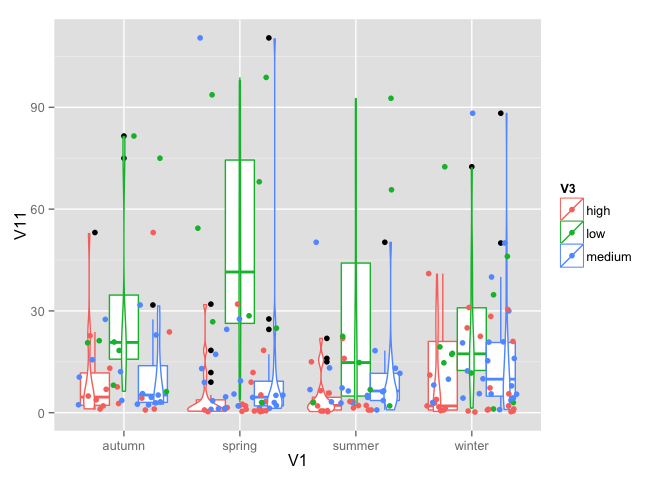 90
60
30
0
V11
autumn
spring
summer
winter
V1
V3
high
low
medium